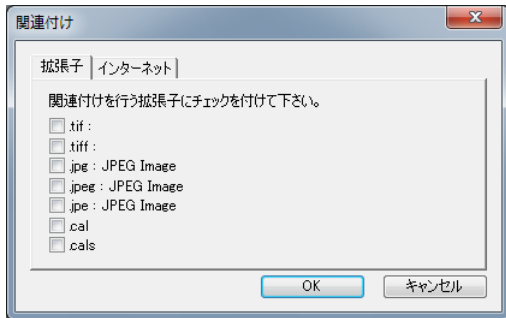 関連付け
拡張子 インターネット
関連付けを行う拡張子にチェックを付けて下さい。
.tif :
.tiff :
.jpg : JPEG Image
.jpeg : JPEG Image
.jpe : JPEG Image
.cal
.cals
OK キャンセル